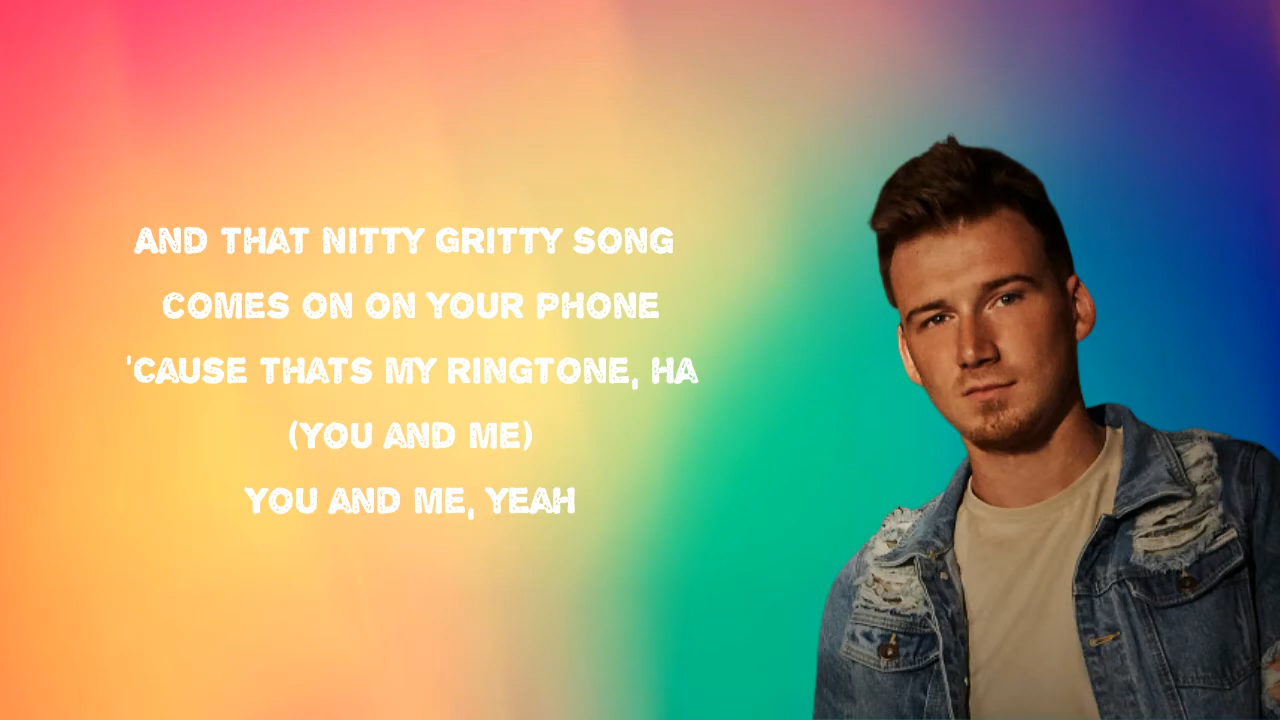 AND THAT NITTY GRITTY SONG
COMES ON ON YOUR PHONE
'CAUSE THATS MY RINGTONE, HA
(YOU AND ME)
YOU AND ME, YEAH